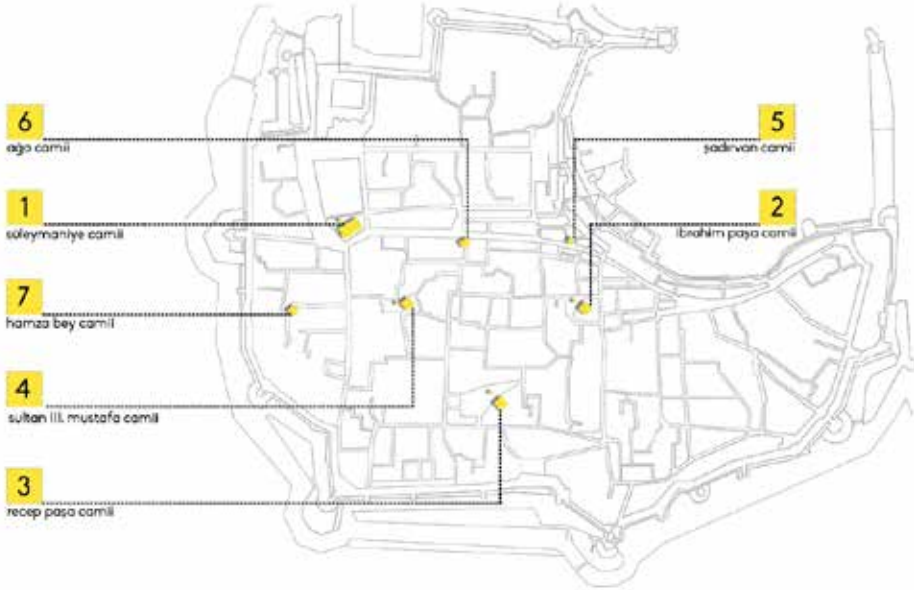 6
ağa camii
5
şadırvan camii
1
süleymaniye camii
2
ibrahim paşa camii
7
hamza bey camii
4
sultan III. mustafa camii
3
recep paşa camii